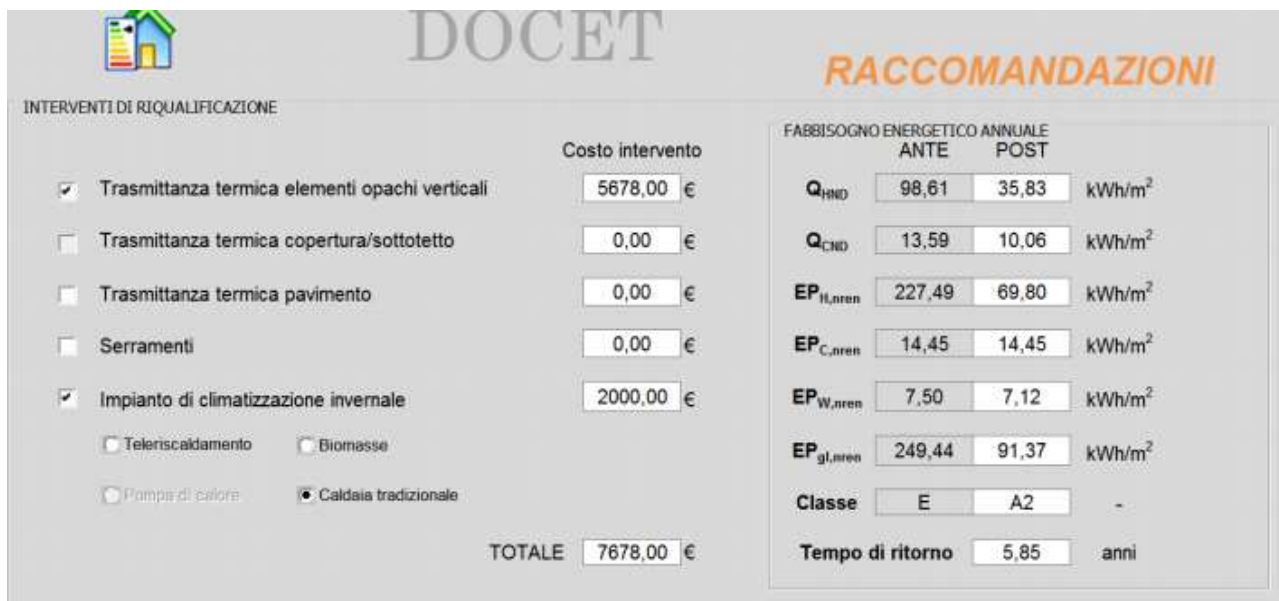 DOCET
RACCOMANDAZIONI
INTERVENTI DI RIQUALIFICAZIONE
Costo intervento
Trasmittanza termica elementi opachi verticali 5678,00 €
Trasmittanza termica copertura/sottotetto 0,00 €
Trasmittanza termica pavimento 0,00 €
Serramenti 0,00 €
Impianto di climatizzazione invernale 2000,00 €
Teleriscaldamento Biomasse
Pompa di calore Caldaia tradizionale
TOTALE 7678,00 €
FABBISOGNO ENERGETICO ANNUALE
ANTE POST
QHND 98,61 35,83 kWh/m²
QCND 13,59 10,06 kWh/m²
EPH,nren 227,49 69,80 kWh/m²
EPC,nren 14,45 14,45 kWh/m²
EPW,nren 7,50 7,12 kWh/m²
EPgl,nren 249,44 91,37 kWh/m²
Classe E A2 -
Tempo di ritorno 5,85 anni